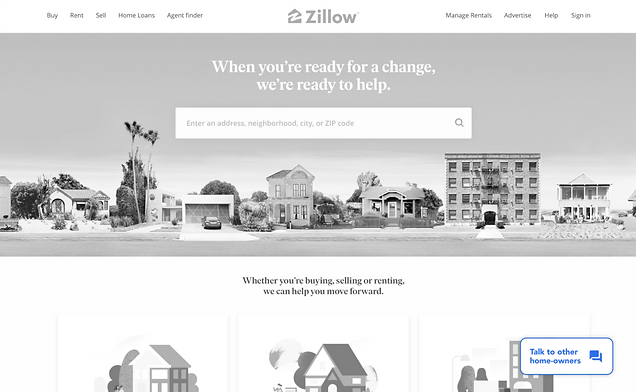 Buy Rent Sell Home Loans Agent finder Zillow Manage Rentals Advertise Help Sign in
When you're ready for a change,
we're ready to help.
Enter an address, neighborhood, city, or ZIP code
Whether you're buying, selling or renting,
we can help you move forward.
Talk to other
home-owners